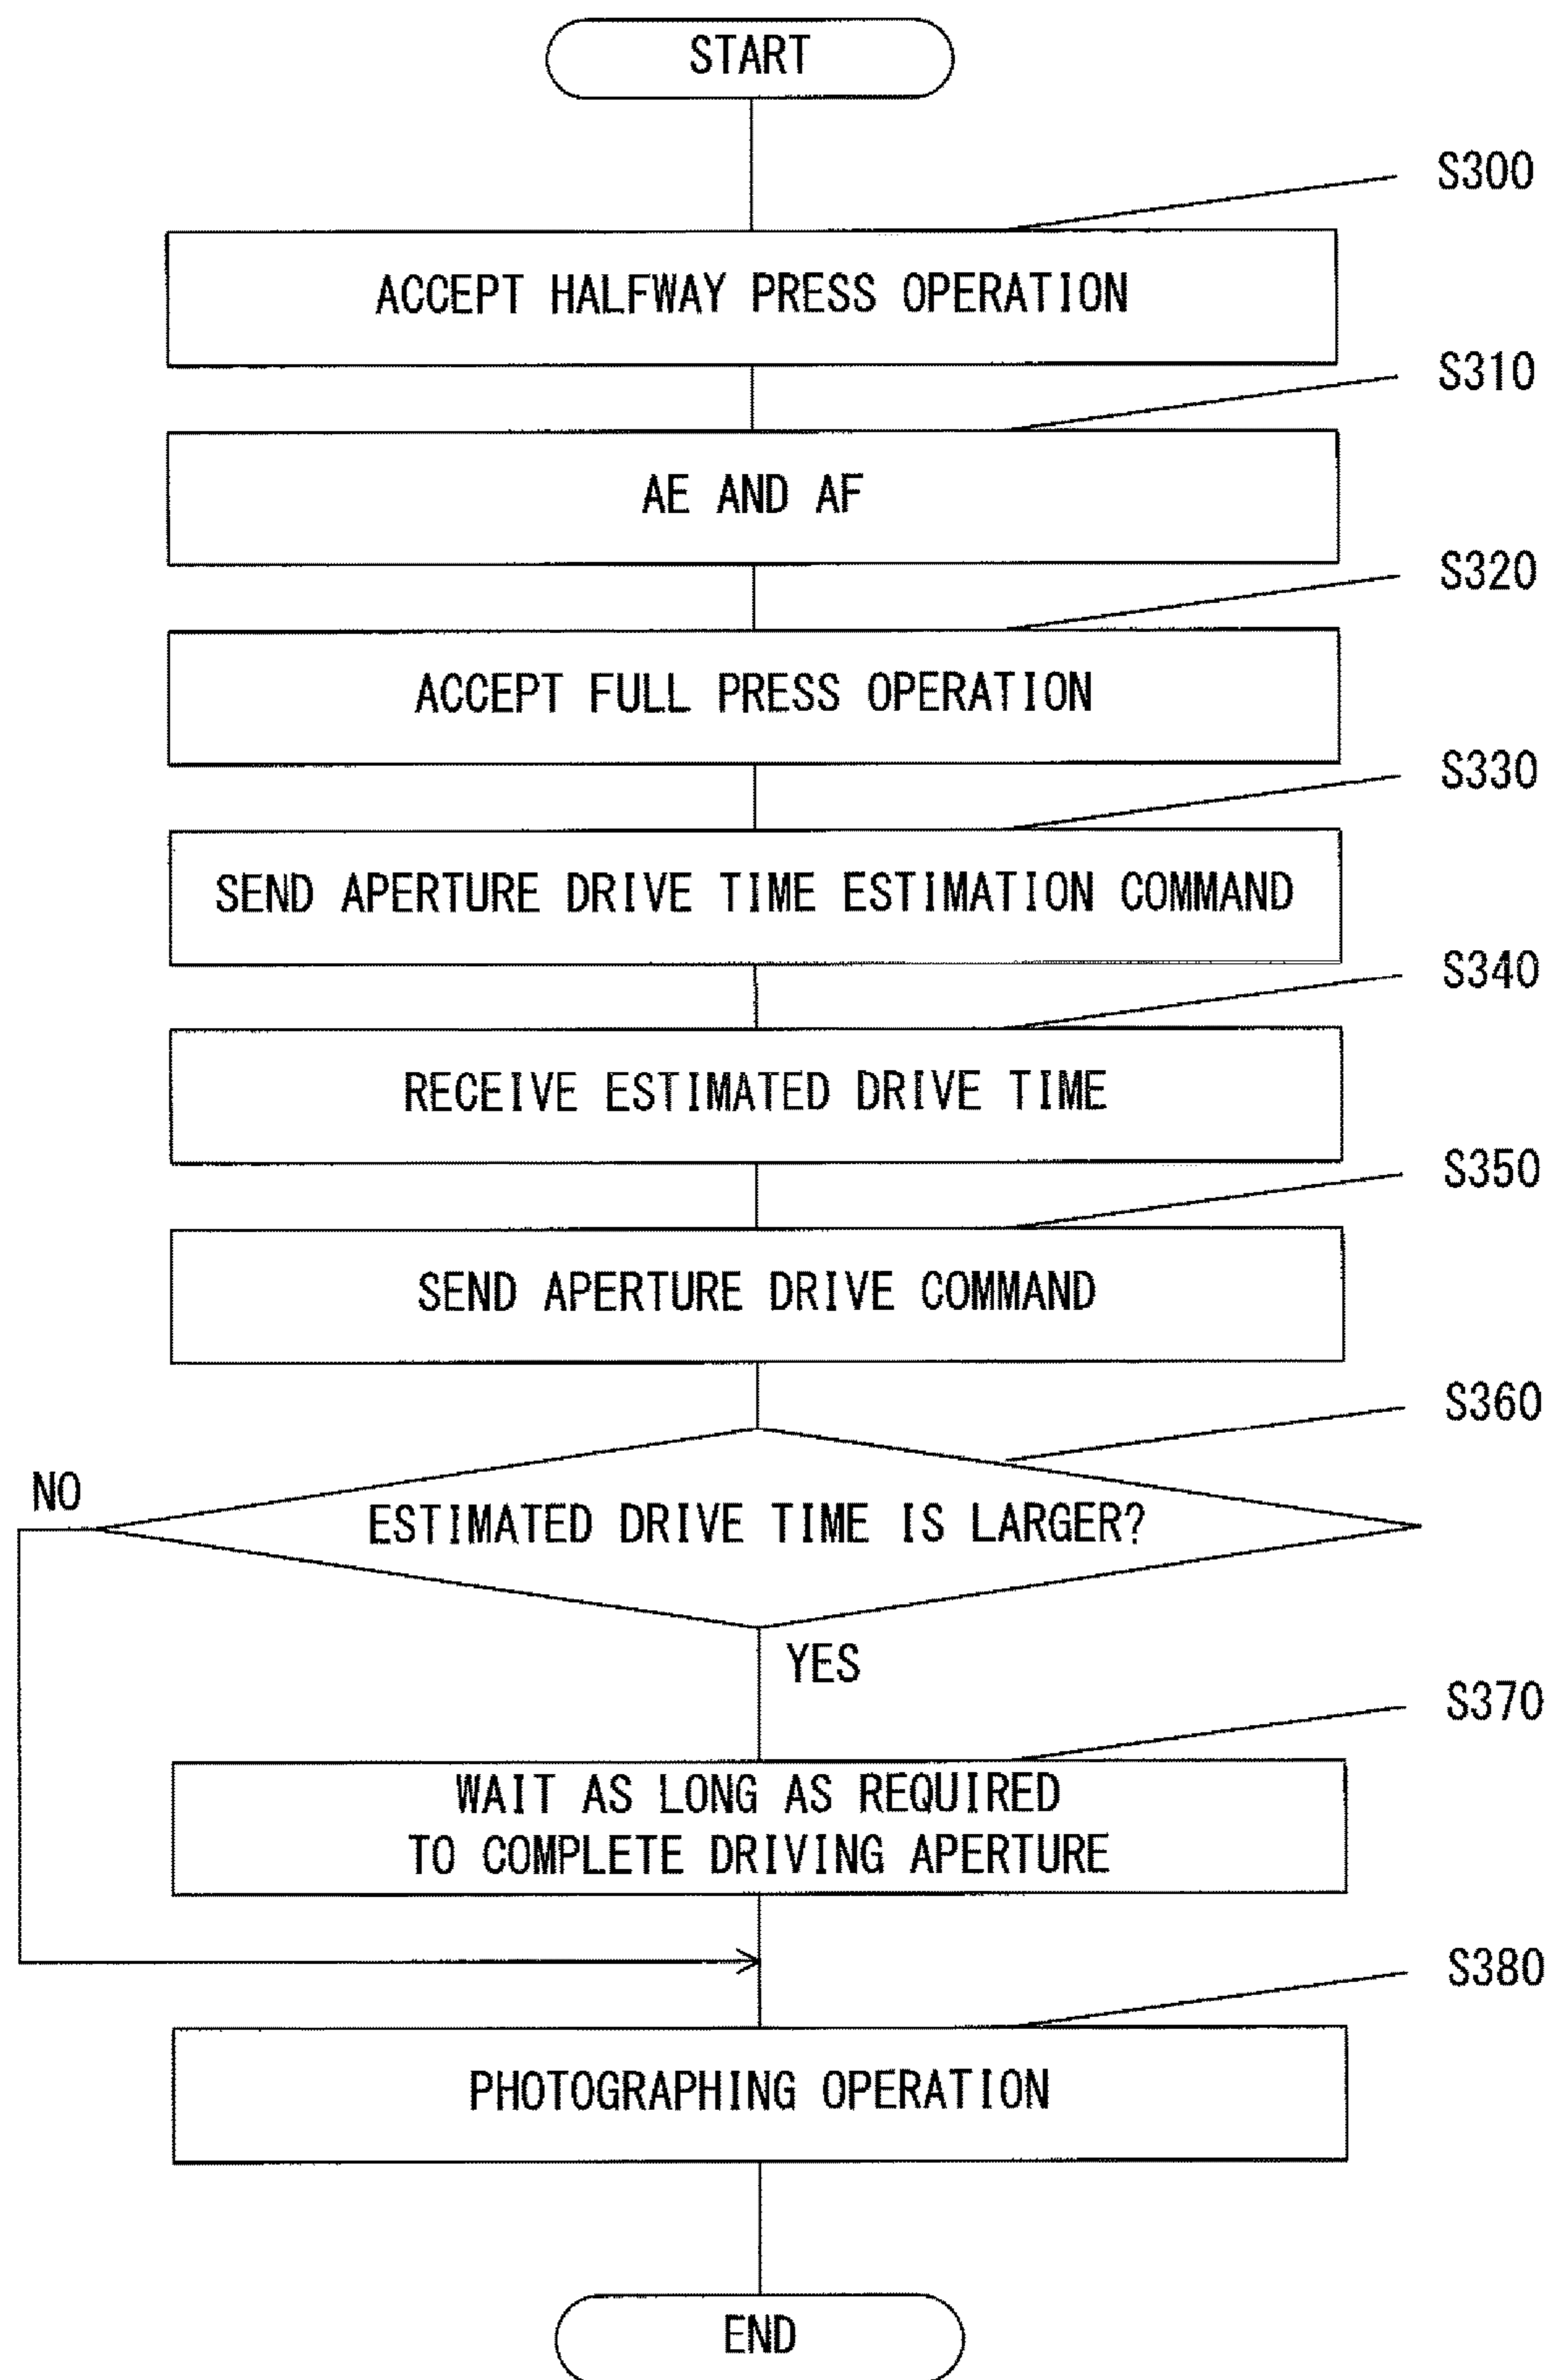 START
S300
ACCEPT HALFWAY PRESS OPERATION
S310
AE AND AF
S320
ACCEPT FULL PRESS OPERATION
S330
SEND APERTURE DRIVE TIME ESTIMATION COMMAND
S340
RECEIVE ESTIMATED DRIVE TIME
S350
SEND APERTURE DRIVE COMMAND
S360
NO
ESTIMATED DRIVE TIME IS LARGER?
YES
S370
WAIT AS LONG AS REQUIRED
TO COMPLETE DRIVING APERTURE
S380
PHOTOGRAPHING OPERATION
END